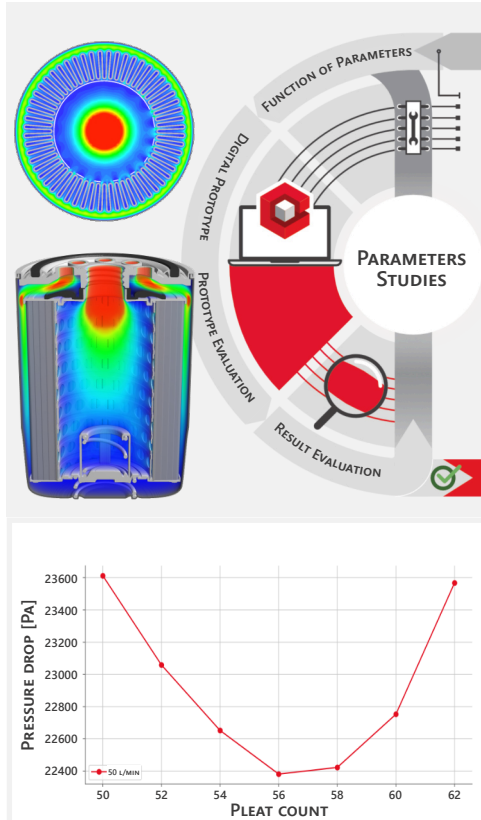 Function of Parameters
Digital Prototype
Parameters
Studies
Prototype Evaluation
Result Evaluation
Pressure drop [Pa]
23600
23400
23200
23000
22800
22600
22400
50 l/min
50
52
54
56
58
60
62
Pleat count